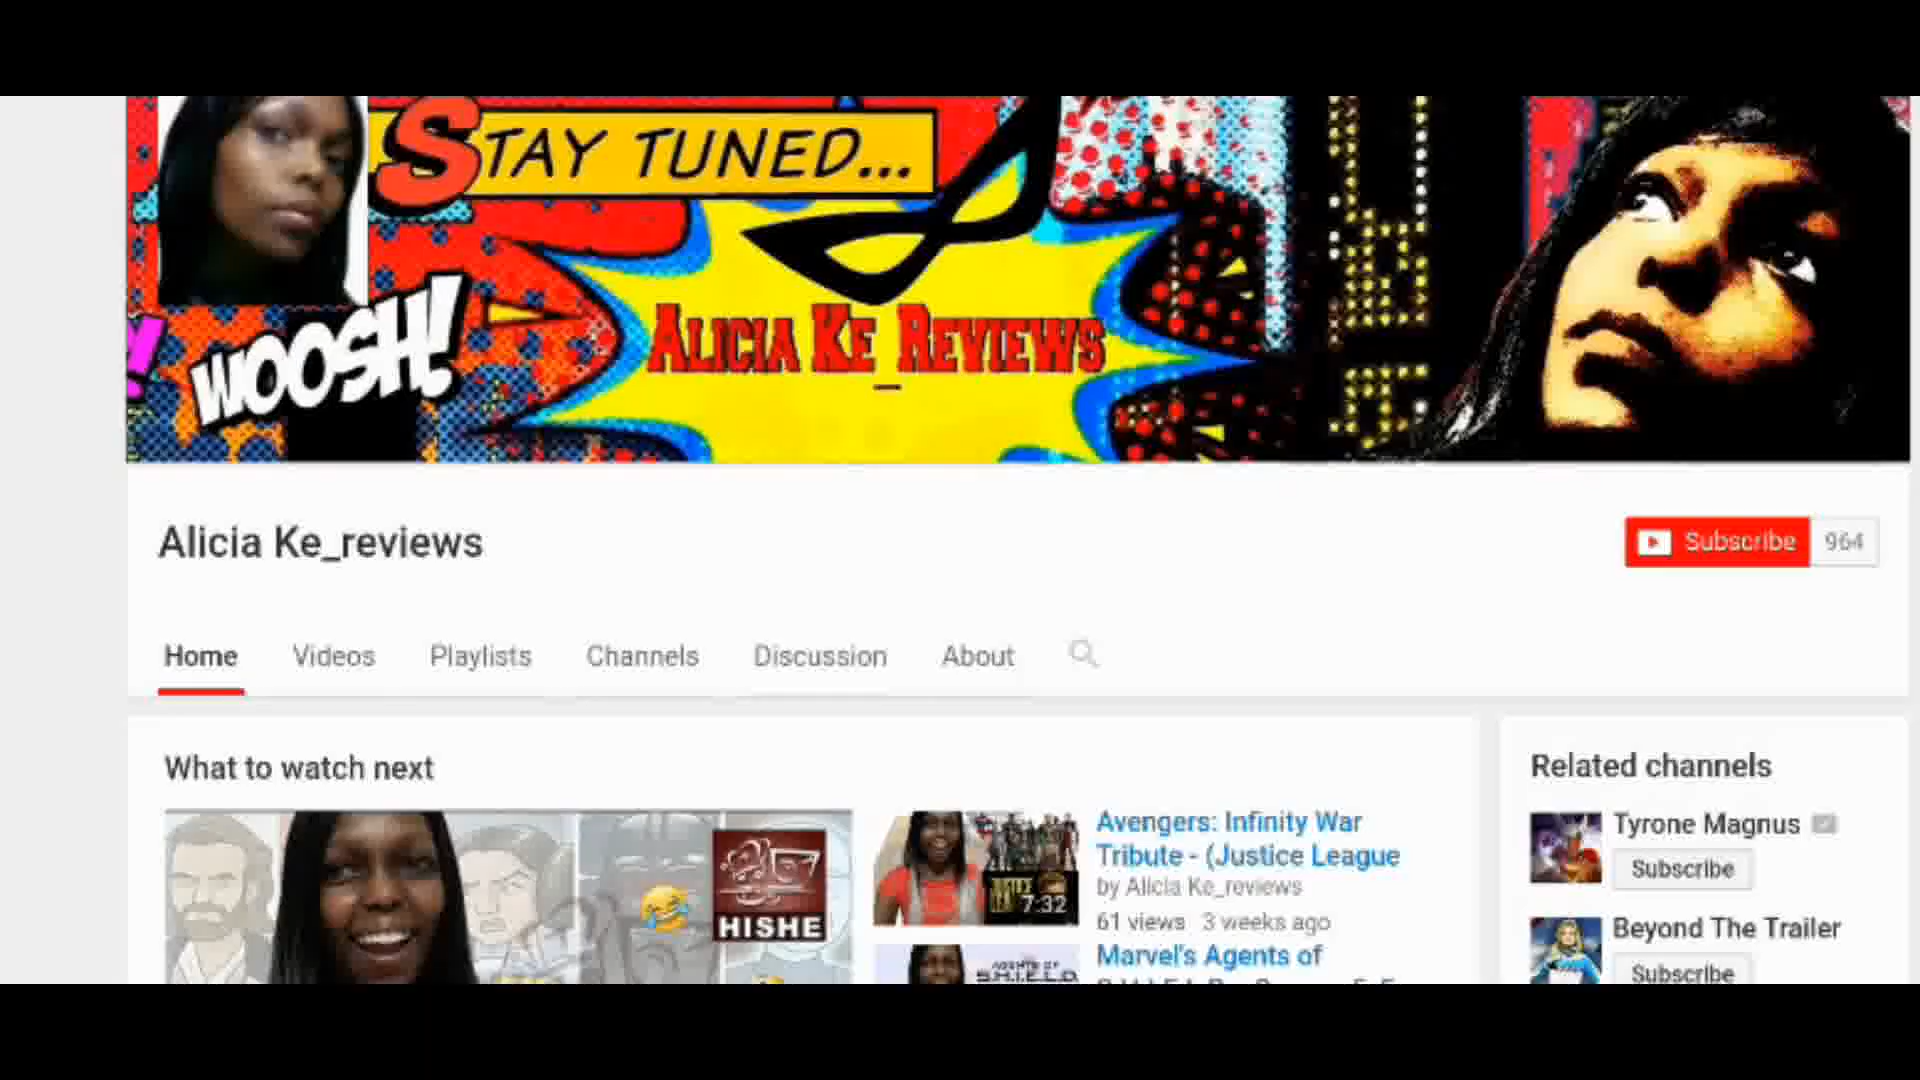 STAY TUNED...
WOOSH!
ALICIA KE_REVIEWS
Alicia Ke_reviews
Subscribe 964
Home Videos Playlists Channels Discussion About
What to watch next
HISHE
7:32
Avengers: Infinity War
Tribute - (Justice League
by Alicia Ke_reviews
61 views 3 weeks ago
AGENTS OF
S.H.I.E.L.D.
Marvel's Agents of
Related channels
Tyrone Magnus
Subscribe
Beyond The Trailer
Subscribe